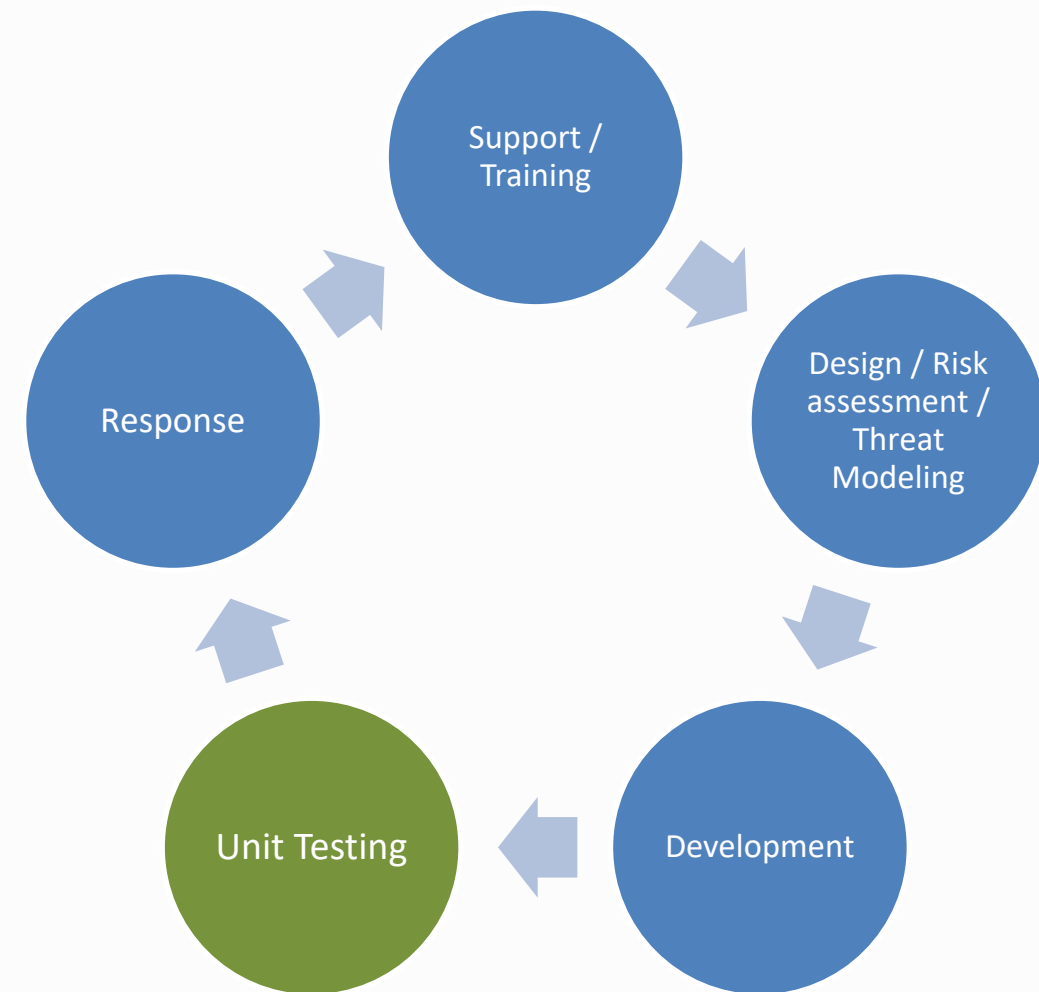 Support /
Training
Design / Risk
assessment /
Threat
Modeling
Development
Unit Testing
Response